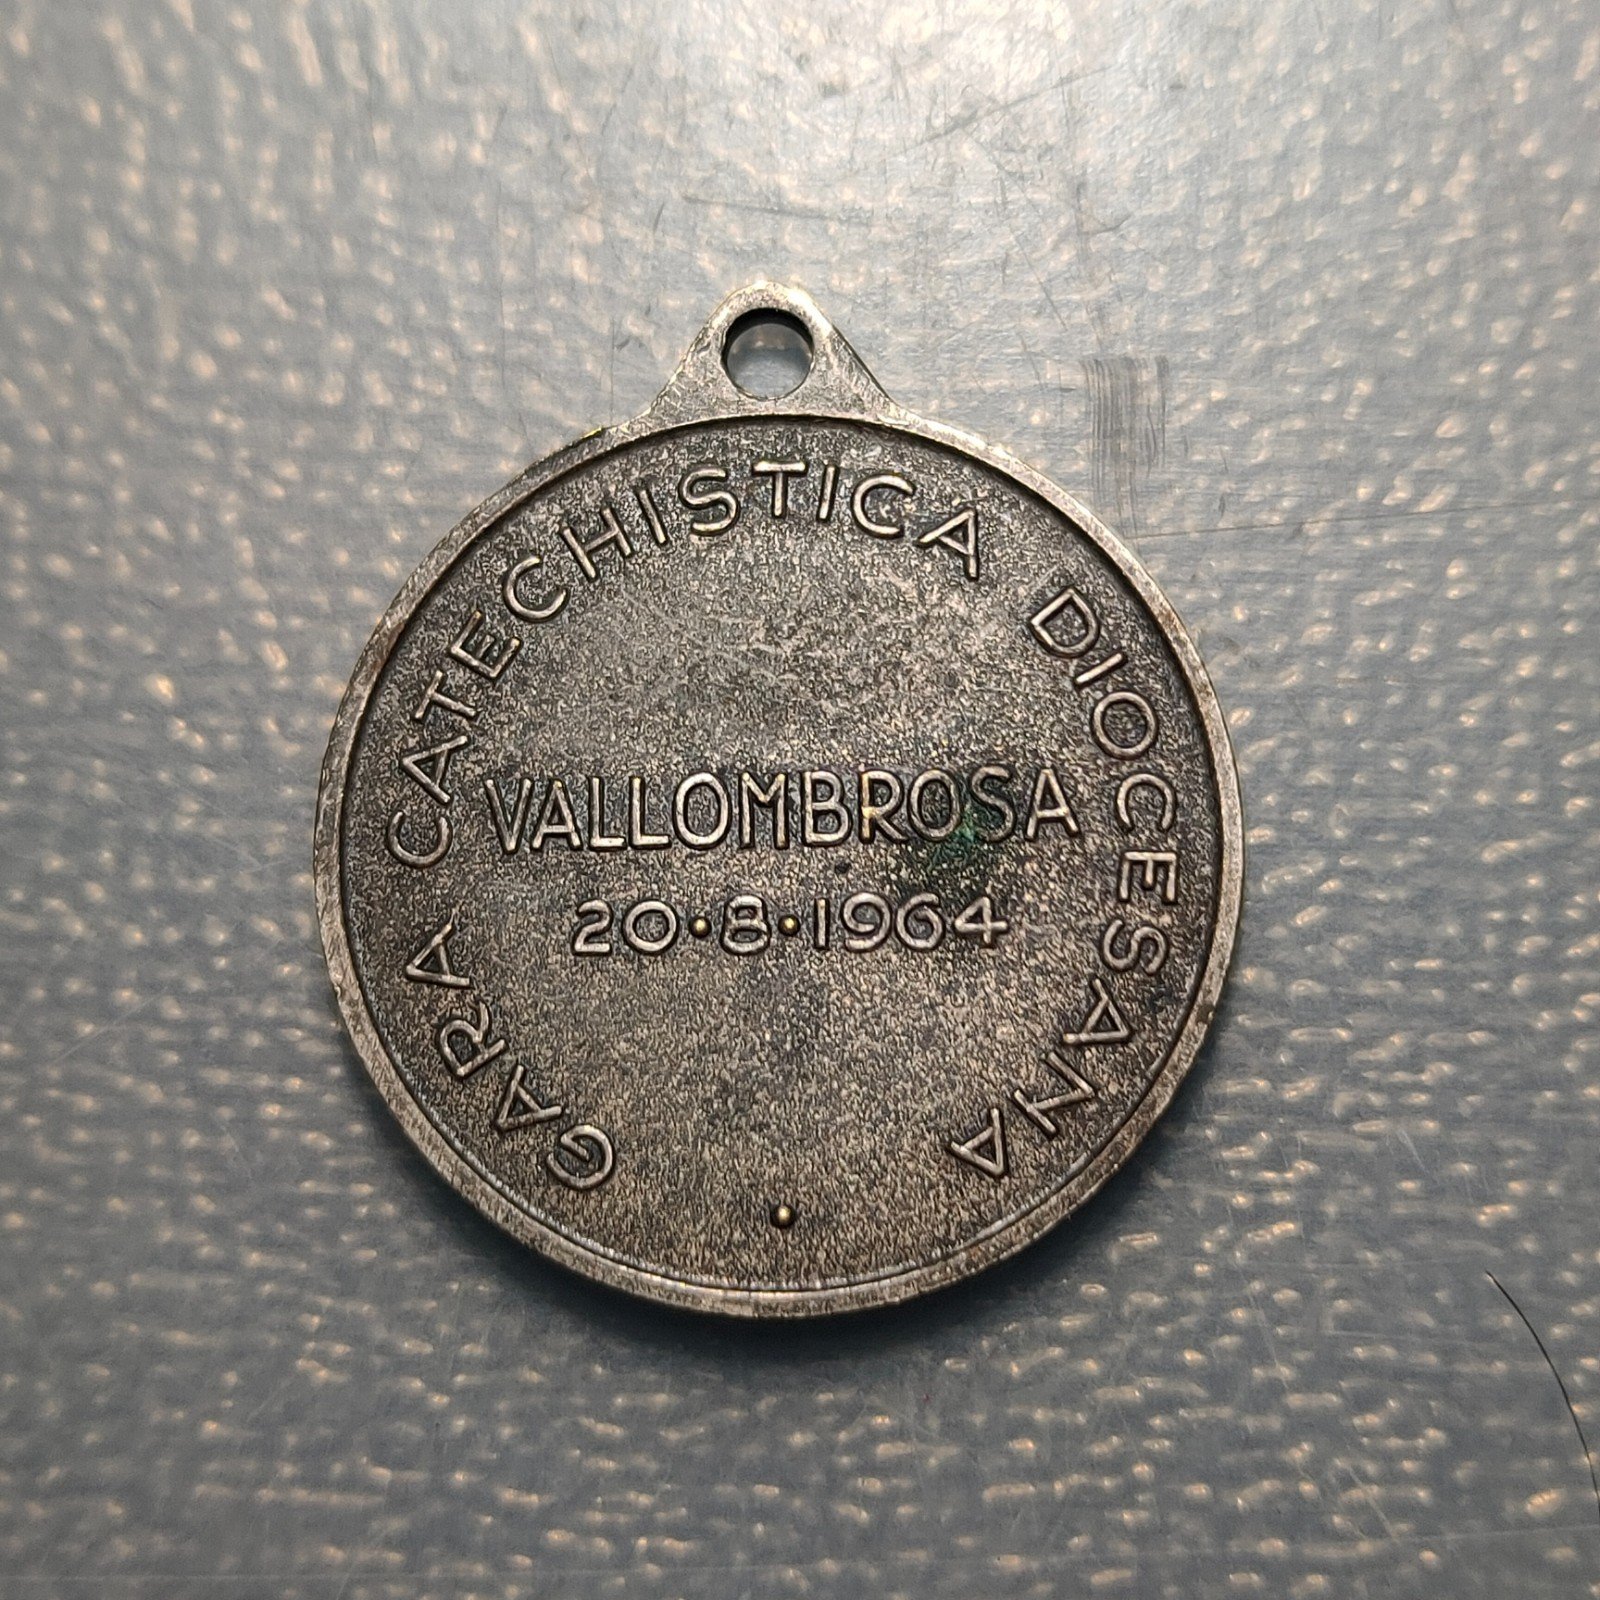 GARA CATECHISTICA DIOCESANA
VALLOMBROSA
20·8·1964